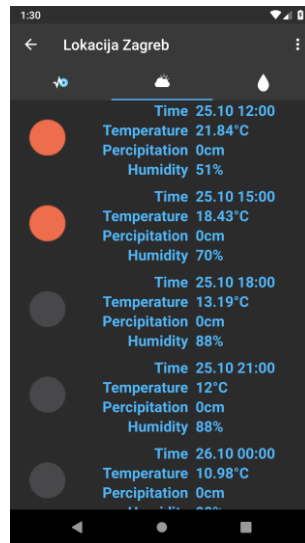 1:30
Lokacija Zagreb
Time 25.10 12:00
Temperature 21.84°C
Percipitation 0cm
Humidity 51%
Time 25.10 15:00
Temperature 18.43°C
Percipitation 0cm
Humidity 70%
Time 25.10 18:00
Temperature 13.19°C
Percipitation 0cm
Humidity 88%
Time 25.10 21:00
Temperature 12°C
Percipitation 0cm
Humidity 88%
Time 26.10 00:00
Temperature 10.98°C
Percipitation 0cm